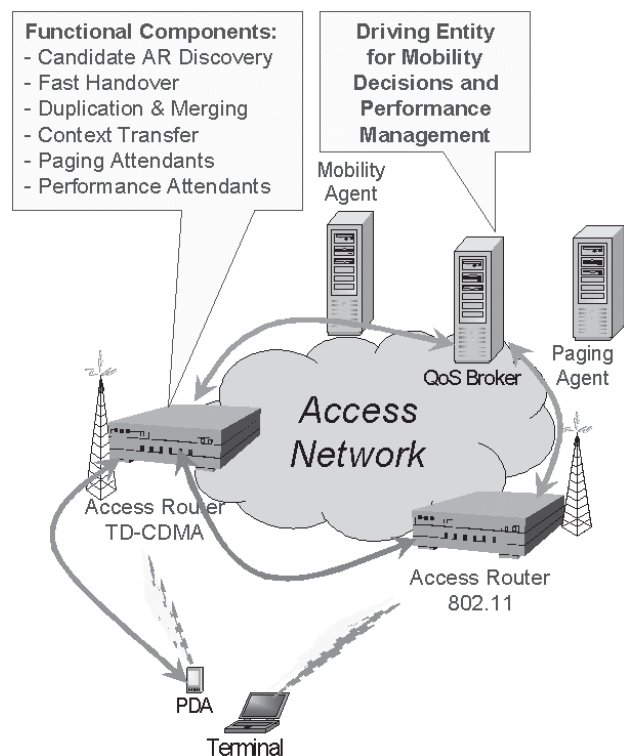 Functional Components:
- Candidate AR Discovery
- Fast Handover
- Duplication & Merging
- Context Transfer
- Paging Attendants
- Performance Attendants
Driving Entity
for Mobility
Decisions and
Performance
Management
Mobility
Agent
QoS Broker
Paging
Agent
Access
Network
Access Router
TD-CDMA
Access Router
802.11
PDA
Terminal